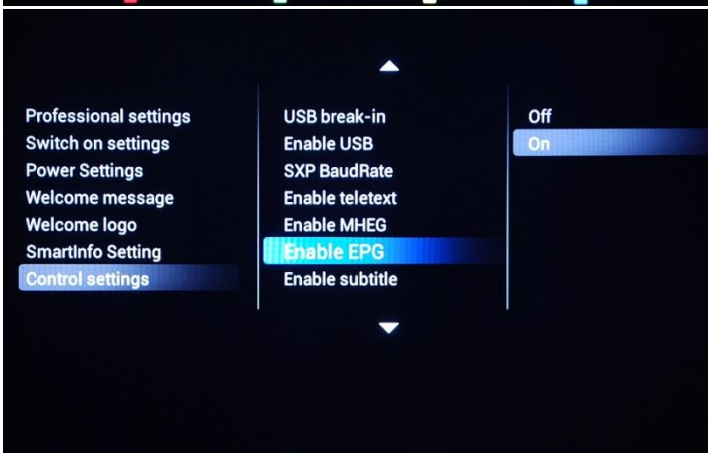 Professional settings
Switch on settings
Power Settings
Welcome message
Welcome logo
SmartInfo Setting
Control settings
USB break-in
Enable USB
SXP BaudRate
Enable teletext
Enable MHEG
Enable EPG
Enable subtitle
Off
On